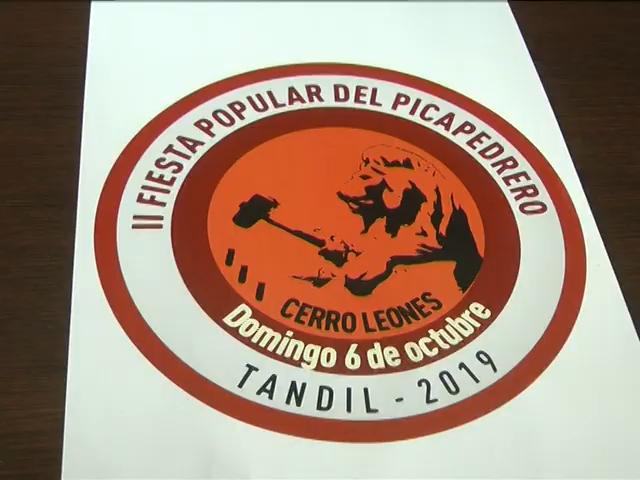 II FIESTA POPULAR DEL PICAPEDRERO
CERRO LEONES
Domingo 6 de octubre
TANDIL - 2019